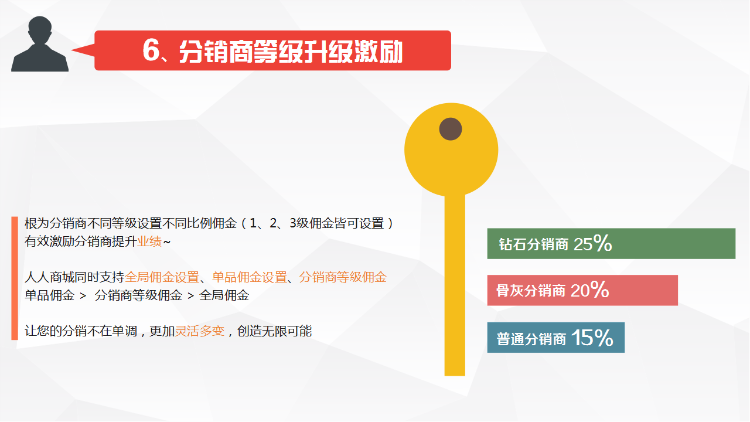 6、分销商等级升级激励
根为分销商不同等级设置不同比例佣金（1、2、3级佣金皆可设置）
有效激励分销商提升业绩~
人人商城同时支持全局佣金设置、单品佣金设置、分销商等级佣金
单品佣金 > 分销商等级佣金 > 全局佣金
让您的分销不在单调，更加灵活多变，创造无限可能
钻石分销商 25%
骨灰分销商 20%
普通分销商 15%